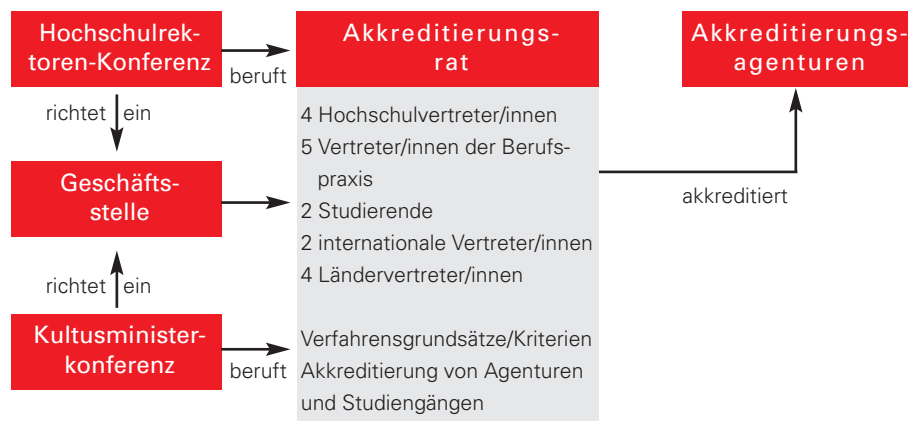 Hochschulrek-
toren-Konferenz
beruft
richtet ein
Geschäfts-
stelle
richtet ein
Kultusminister-
konferenz
beruft
Akkreditierungs-
rat
4 Hochschulvertreter/innen
5 Vertreter/innen der Berufs-
praxis
2 Studierende
2 internationale Vertreter/innen
4 Ländervertreter/innen
Verfahrensgrundsätze/Kriterien
Akkreditierung von Agenturen
und Studiengängen
akkreditiert
Akkreditierungs-
agenturen